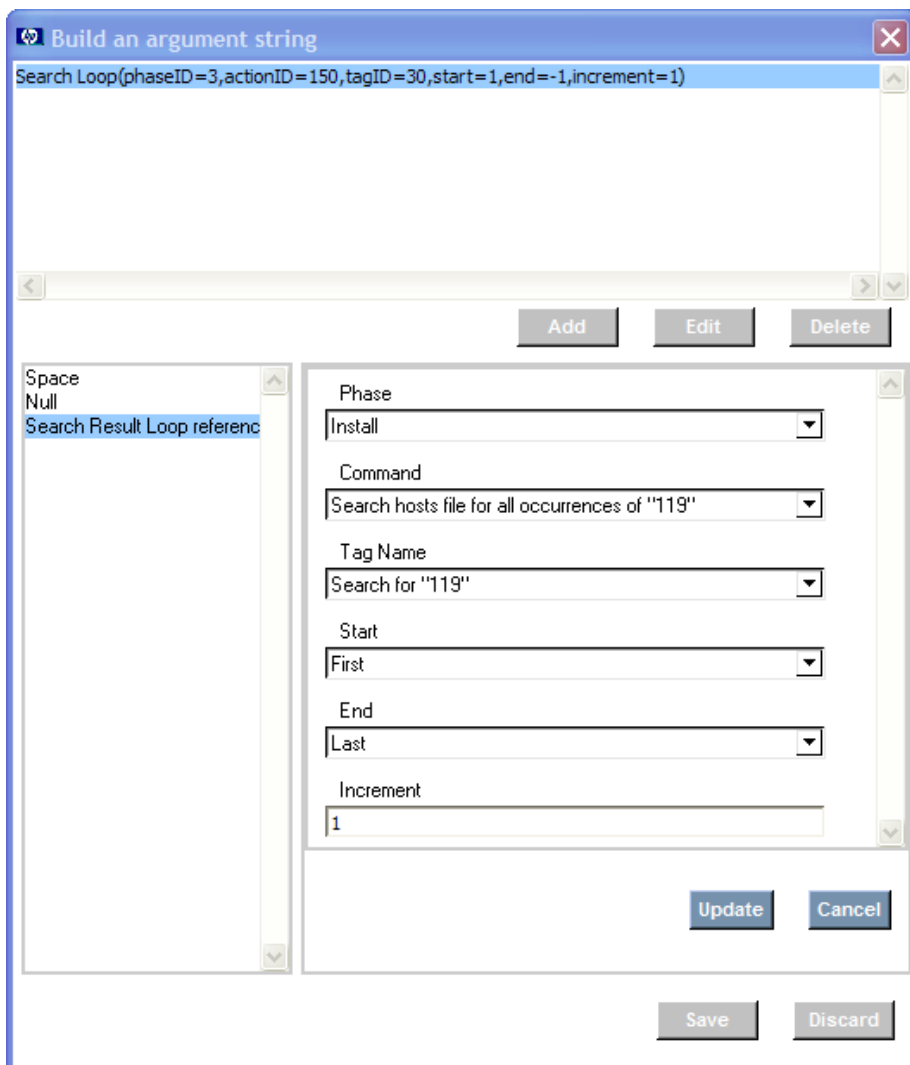 Build an argument string
Search Loop(phaseID=3,actionID=150,tagID=30,start=1,end=-1,increment=1)
Add
Edit
Delete
Space
Null
Search Result Loop referenc
Phase
Install
Command
Search hosts file for all occurrences of "119"
Tag Name
Search for "119"
Start
First
End
Last
Increment
1
Update
Cancel
Save
Discard